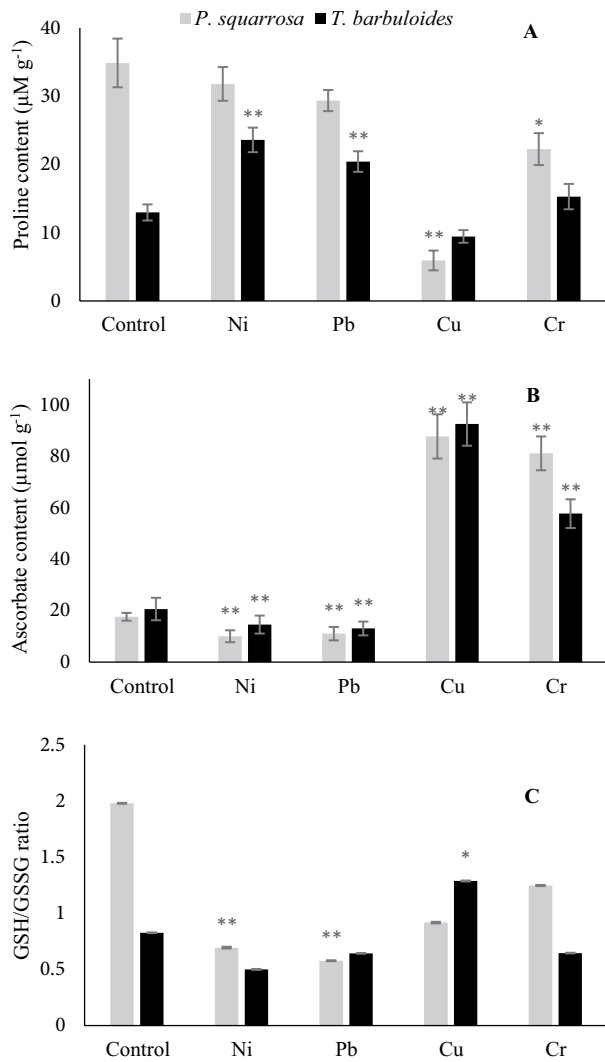 P. squarrosa T. barbuloides
A
Proline content (µM g-1)
40
30
20
10
0
**
**
**
*
Control Ni Pb Cu Cr
B
Ascorbate content (µmol g-1)
100
80
60
40
20
0
** ** ** ** ** ** ** **
Control Ni Pb Cu Cr
C
GSH/GSSG ratio
2.5
2
1.5
1
0.5
0
** ** *
Control Ni Pb Cu Cr